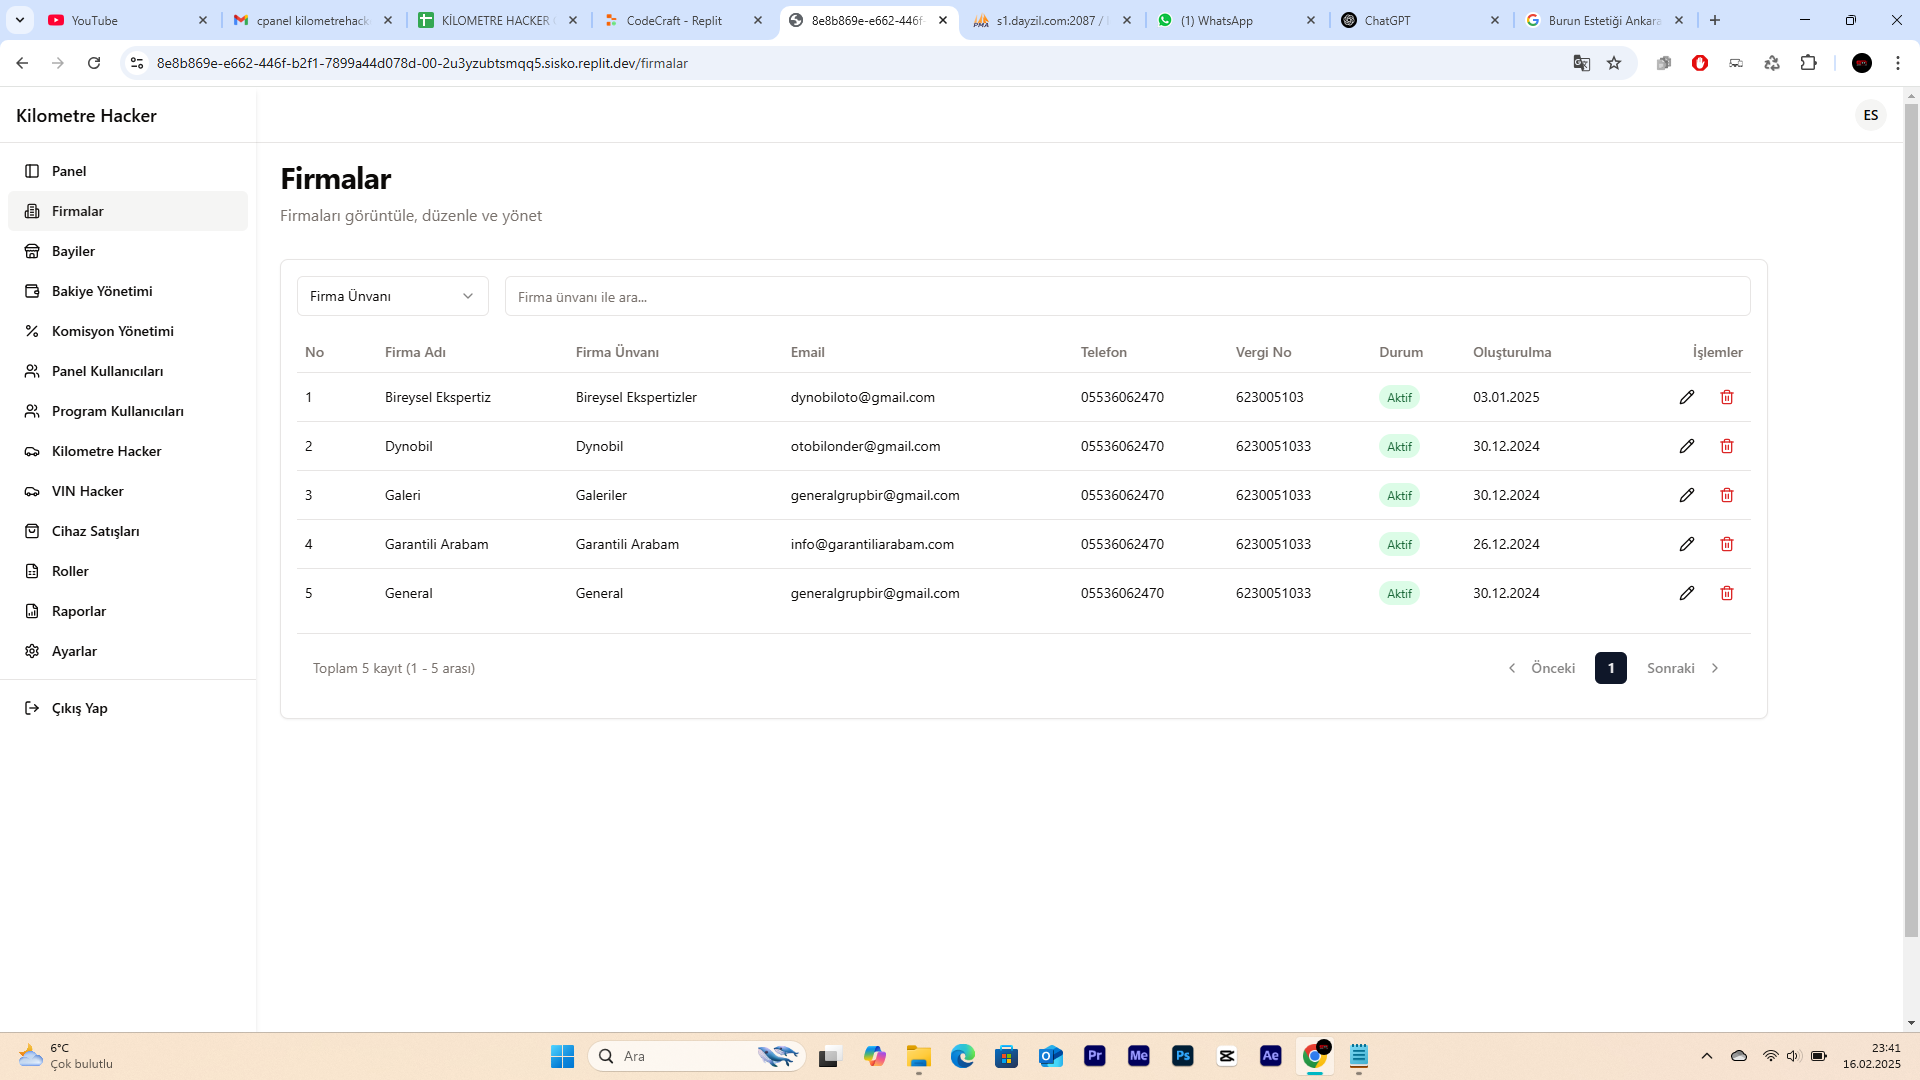 YouTube
cpanel kilometrehack
KİLOMETRE HACKER
CodeCraft - Replit
8e8b869e-e662-446f-
s1.dayzil.com:2087 /
(1) WhatsApp
ChatGPT
Burun Estetiği Ankara
8e8b869e-e662-446f-b2f1-7899a44d078d-00-2u3yzubtsmqq5.sisko.replit.dev/firmalar
Kilometre Hacker
ES
Panel
Firmalar
Bayiler
Bakiye Yönetimi
Komisyon Yönetimi
Panel Kullanıcıları
Program Kullanıcıları
Kilometre Hacker
VIN Hacker
Cihaz Satışları
Roller
Raporlar
Ayarlar
Çıkış Yap
Firmalar
Firmaları görüntüle, düzenle ve yönet
Firma Ünvanı
Firma ünvanı ile ara...
No Firma Adı Firma Ünvanı Email Telefon Vergi No Durum Oluşturulma İşlemler
1 Bireysel Ekspertiz Bireysel Ekspertizler dynobiloto@gmail.com 05536062470 623005103 Aktif 03.01.2025
2 Dynobil Dynobil otobilonder@gmail.com 05536062470 6230051033 Aktif 30.12.2024
3 Galeri Galeriler generalgrupbir@gmail.com 05536062470 6230051033 Aktif 30.12.2024
4 Garantili Arabam Garantili Arabam info@garantiliarabam.com 05536062470 6230051033 Aktif 26.12.2024
5 General General generalgrupbir@gmail.com 05536062470 6230051033 Aktif 30.12.2024
Toplam 5 kayıt (1 - 5 arası)
Önceki 1 Sonraki
6°C
Çok bulutlu
Ara
Pr
Me
Ps
Ae
23:41
16.02.2025